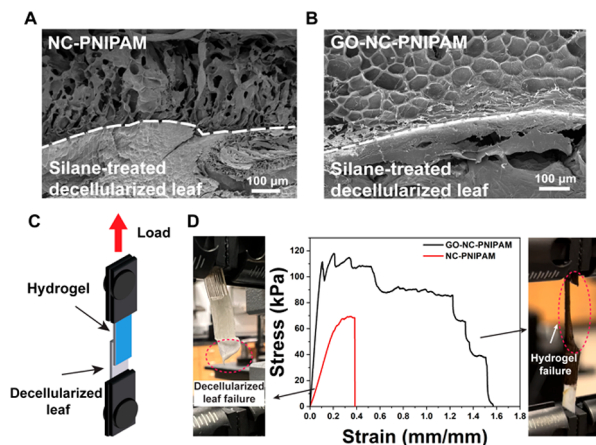 A
NC-PNIPAM
Silane-treated
decellularized leaf
100 µm
B
GO-NC-PNIPAM
Silane-treated
decellularized leaf
100 µm
C
Load
Hydrogel
Decellularized
leaf
D
Decellularized
leaf failure
Stress (kPa)
120
100
80
60
40
20
0
0.0 0.2 0.4 0.6 0.8 1.0 1.2 1.4 1.6 1.8
Strain (mm/mm)
GO-NC-PNIPAM
NC-PNIPAM
Hydrogel
failure